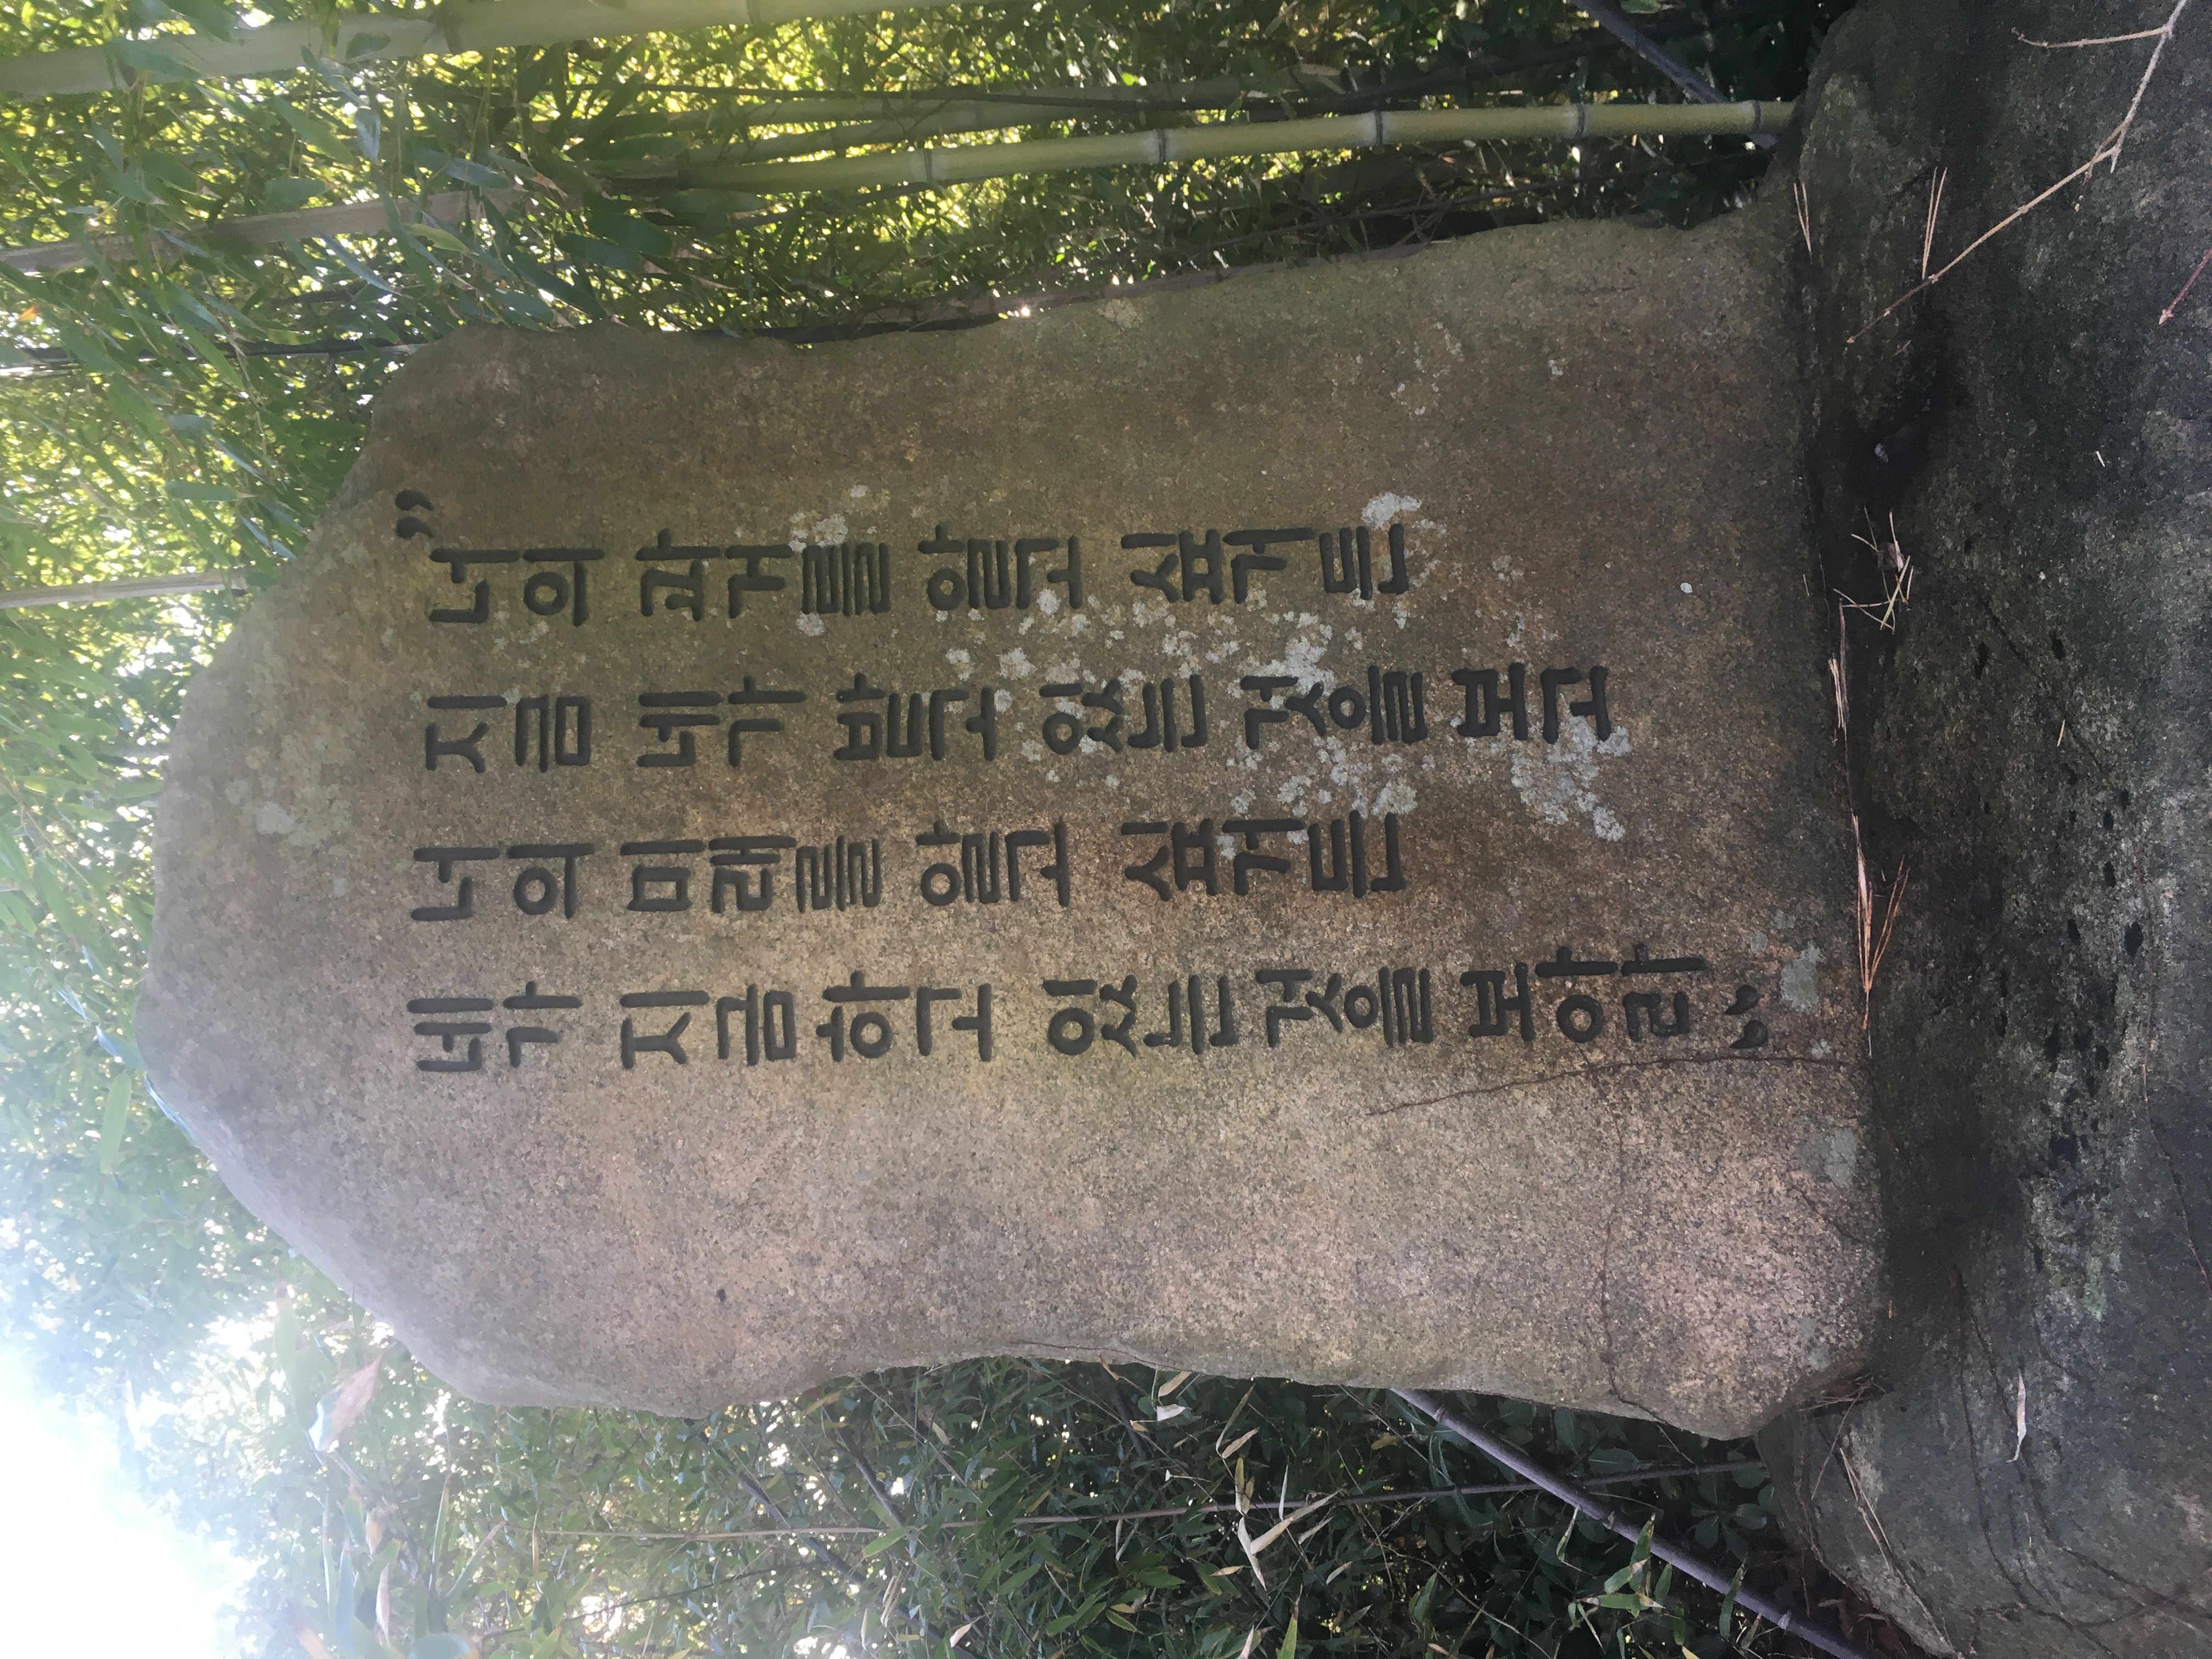 ”너의 과거를 알고 싶거든
지금 네가 받고 있는 것을 보고
너의 미래를 알고 싶거든
네가 지금 하고 있는것을 보아라“